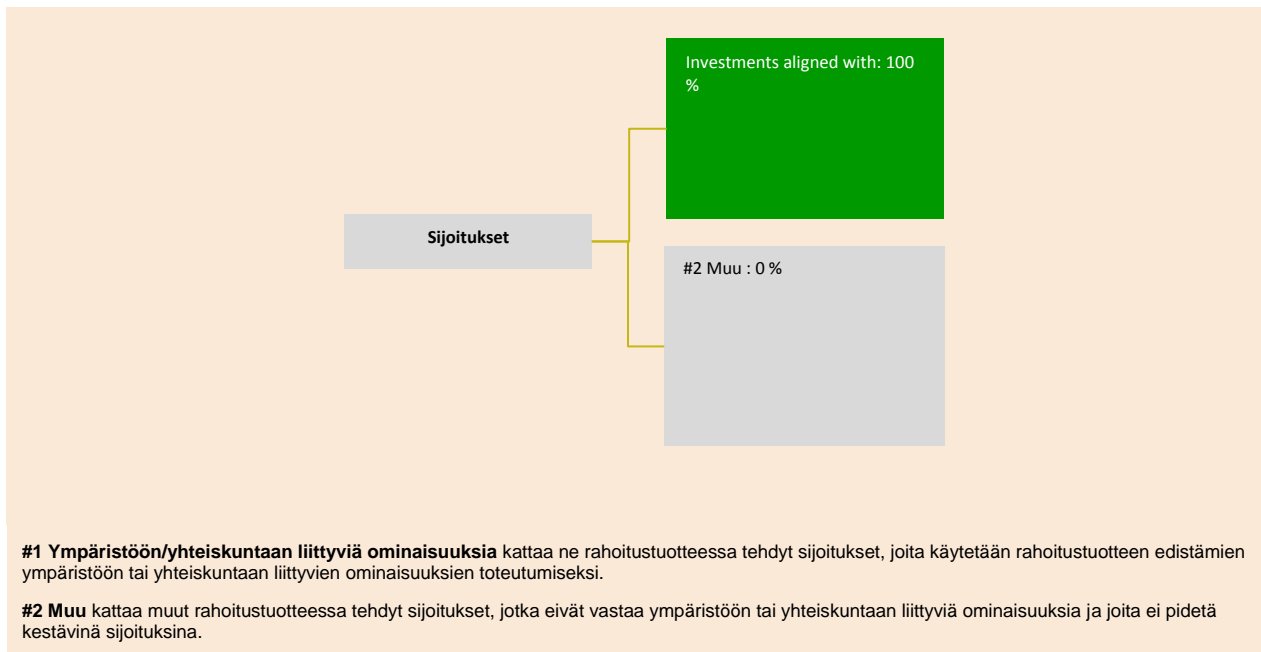 Investments aligned with: 100
%
Sijoitukset
#2 Muu : 0 %
#1 Ympäristöön/yhteiskuntaan liittyviä ominaisuuksia kattaa ne rahoitustuotteessa tehdyt sijoitukset, joita käytetään rahoitustuotteen edistämien
ympäristöön tai yhteiskuntaan liittyvien ominaisuuksien toteutumiseksi.
#2 Muu kattaa muut rahoitustuotteessa tehdyt sijoitukset, jotka eivät vastaa ympäristöön tai yhteiskuntaan liittyviä ominaisuuksia ja joita ei pidetä
kestävinä sijoituksina.